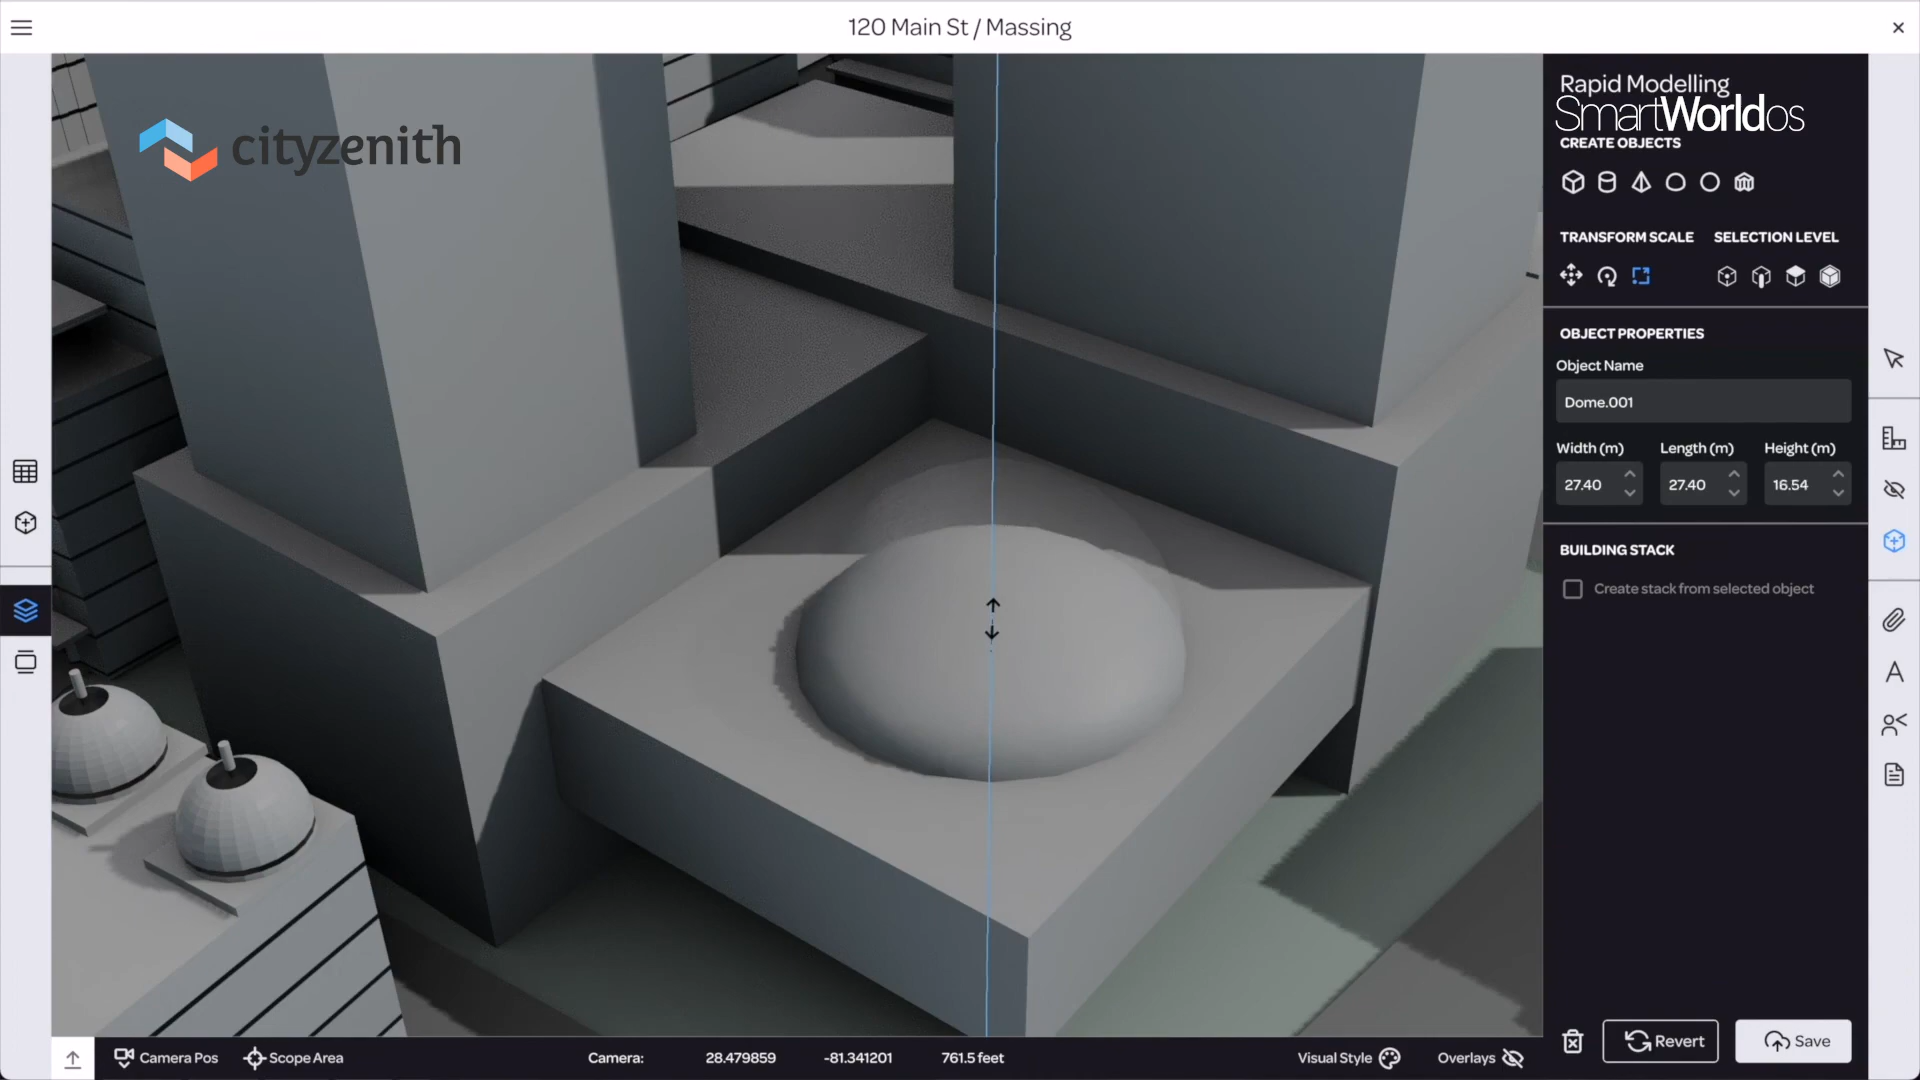 120 Main St / Massing
cityzenith
Rapid Modelling
SmartWorldOS
CREATE OBJECTS
TRANSFORM SCALE SELECTION LEVEL
OBJECT PROPERTIES
Object Name
Dome.001
Width (m) Length (m) Height (m)
27.40 27.40 16.54
BUILDING STACK
Create stack from selected object
Revert Save
Camera Pos Scope Area Camera: 28.479859 -81.341201 761.5 feet Visual Style Overlays